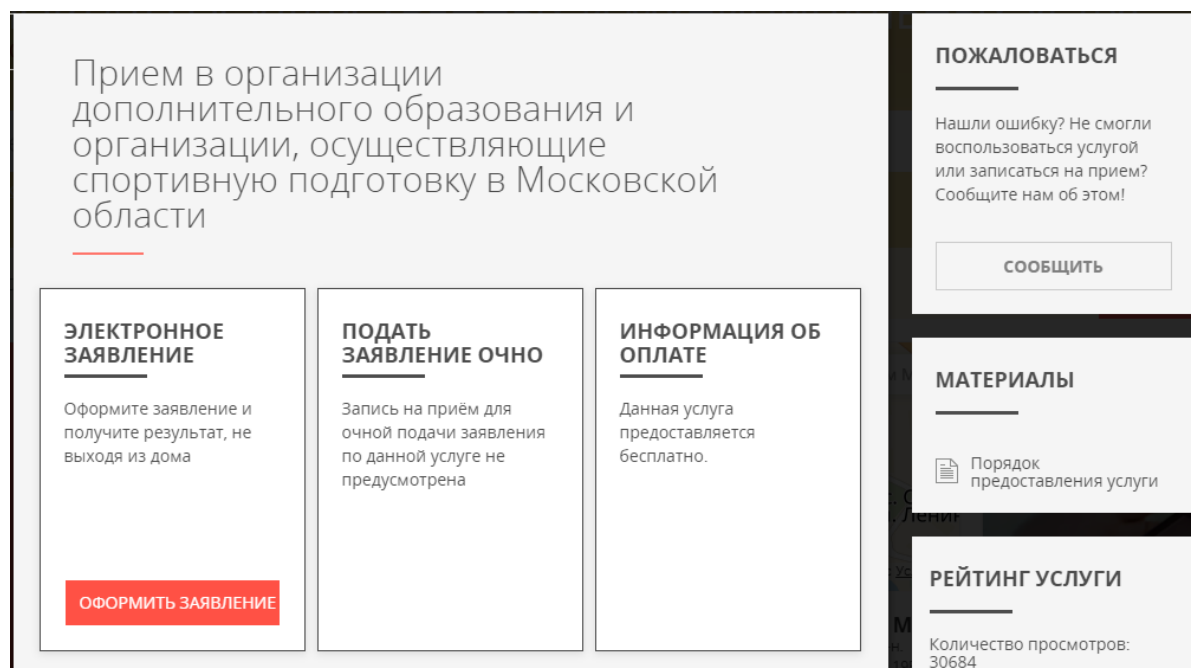 Прием в организации
дополнительного образования и
организации, осуществляющие
спортивную подготовку в Московской
области
ЭЛЕКТРОННОЕ
ЗАЯВЛЕНИЕ
Оформите заявление и
получите результат, не
выходя из дома
ОФОРМИТЬ ЗАЯВЛЕНИЕ
ПОДАТЬ
ЗАЯВЛЕНИЕ ОЧНО
Запись на приём для
очной подачи заявления
по данной услуге не
предусмотрена
ИНФОРМАЦИЯ ОБ
ОПЛАТЕ
Данная услуга
предоставляется
бесплатно.
ПОЖАЛОВАТЬСЯ
Нашли ошибку? Не смогли
воспользоваться услугой
или записаться на прием?
Сообщите нам об этом!
СООБЩИТЬ
МАТЕРИАЛЫ
Порядок
предоставления услуги
РЕЙТИНГ УСЛУГИ
Количество просмотров:
30684